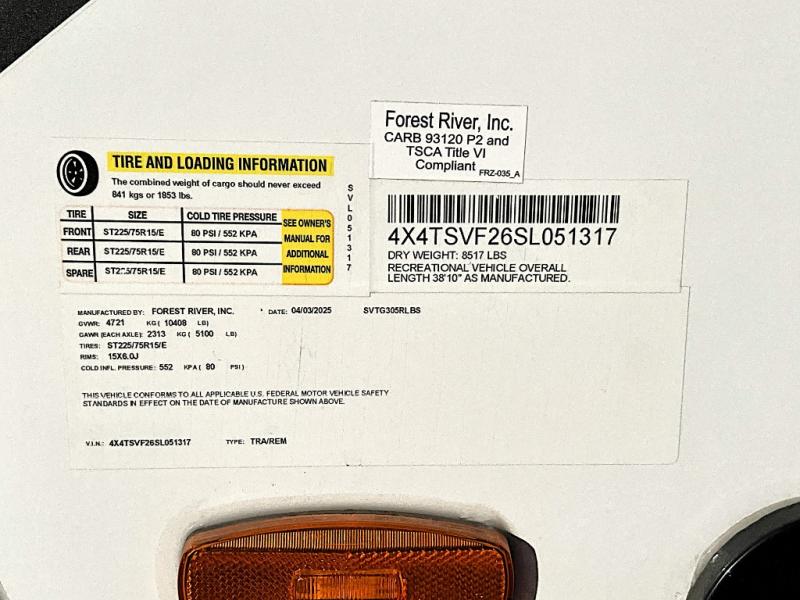 Forest River, Inc.
CARB 93120 P2 and
TSCA Title VI
Compliant
FRZ-035_A
TIRE AND LOADING INFORMATION
The combined weight of cargo should never exceed
841 kgs or 1853 lbs.
TIRE SIZE COLD TIRE PRESSURE
FRONT ST225/75R15/E 80 PSI / 552 KPA
REAR ST225/75R15/E 80 PSI / 552 KPA
SPARE ST225/75R15/E 80 PSI / 552 KPA
SEE OWNER'S
MANUAL FOR
ADDITIONAL
INFORMATION
SVL051317
4X4TSVF26SL051317
DRY WEIGHT: 8517 LBS
RECREATIONAL VEHICLE OVERALL
LENGTH 38'10" AS MANUFACTURED.
MANUFACTURED BY: FOREST RIVER, INC. DATE: 04/03/2025 SVTG305RLBS
GVWR: 4721 KG ( 10408 LB)
GAWR (EACH AXLE): 2313 KG ( 5100 LB)
TIRES: ST225/75R15/E
RIMS: 15X6.0J
COLD INFL. PRESSURE: 552 KPA ( 80 PSI)
THIS VEHICLE CONFORMS TO ALL APPLICABLE U.S. FEDERAL MOTOR VEHICLE SAFETY
STANDARDS IN EFFECT ON THE DATE OF MANUFACTURE SHOWN ABOVE.
V.I.N.: 4X4TSVF26SL051317 TYPE: TRA/REM